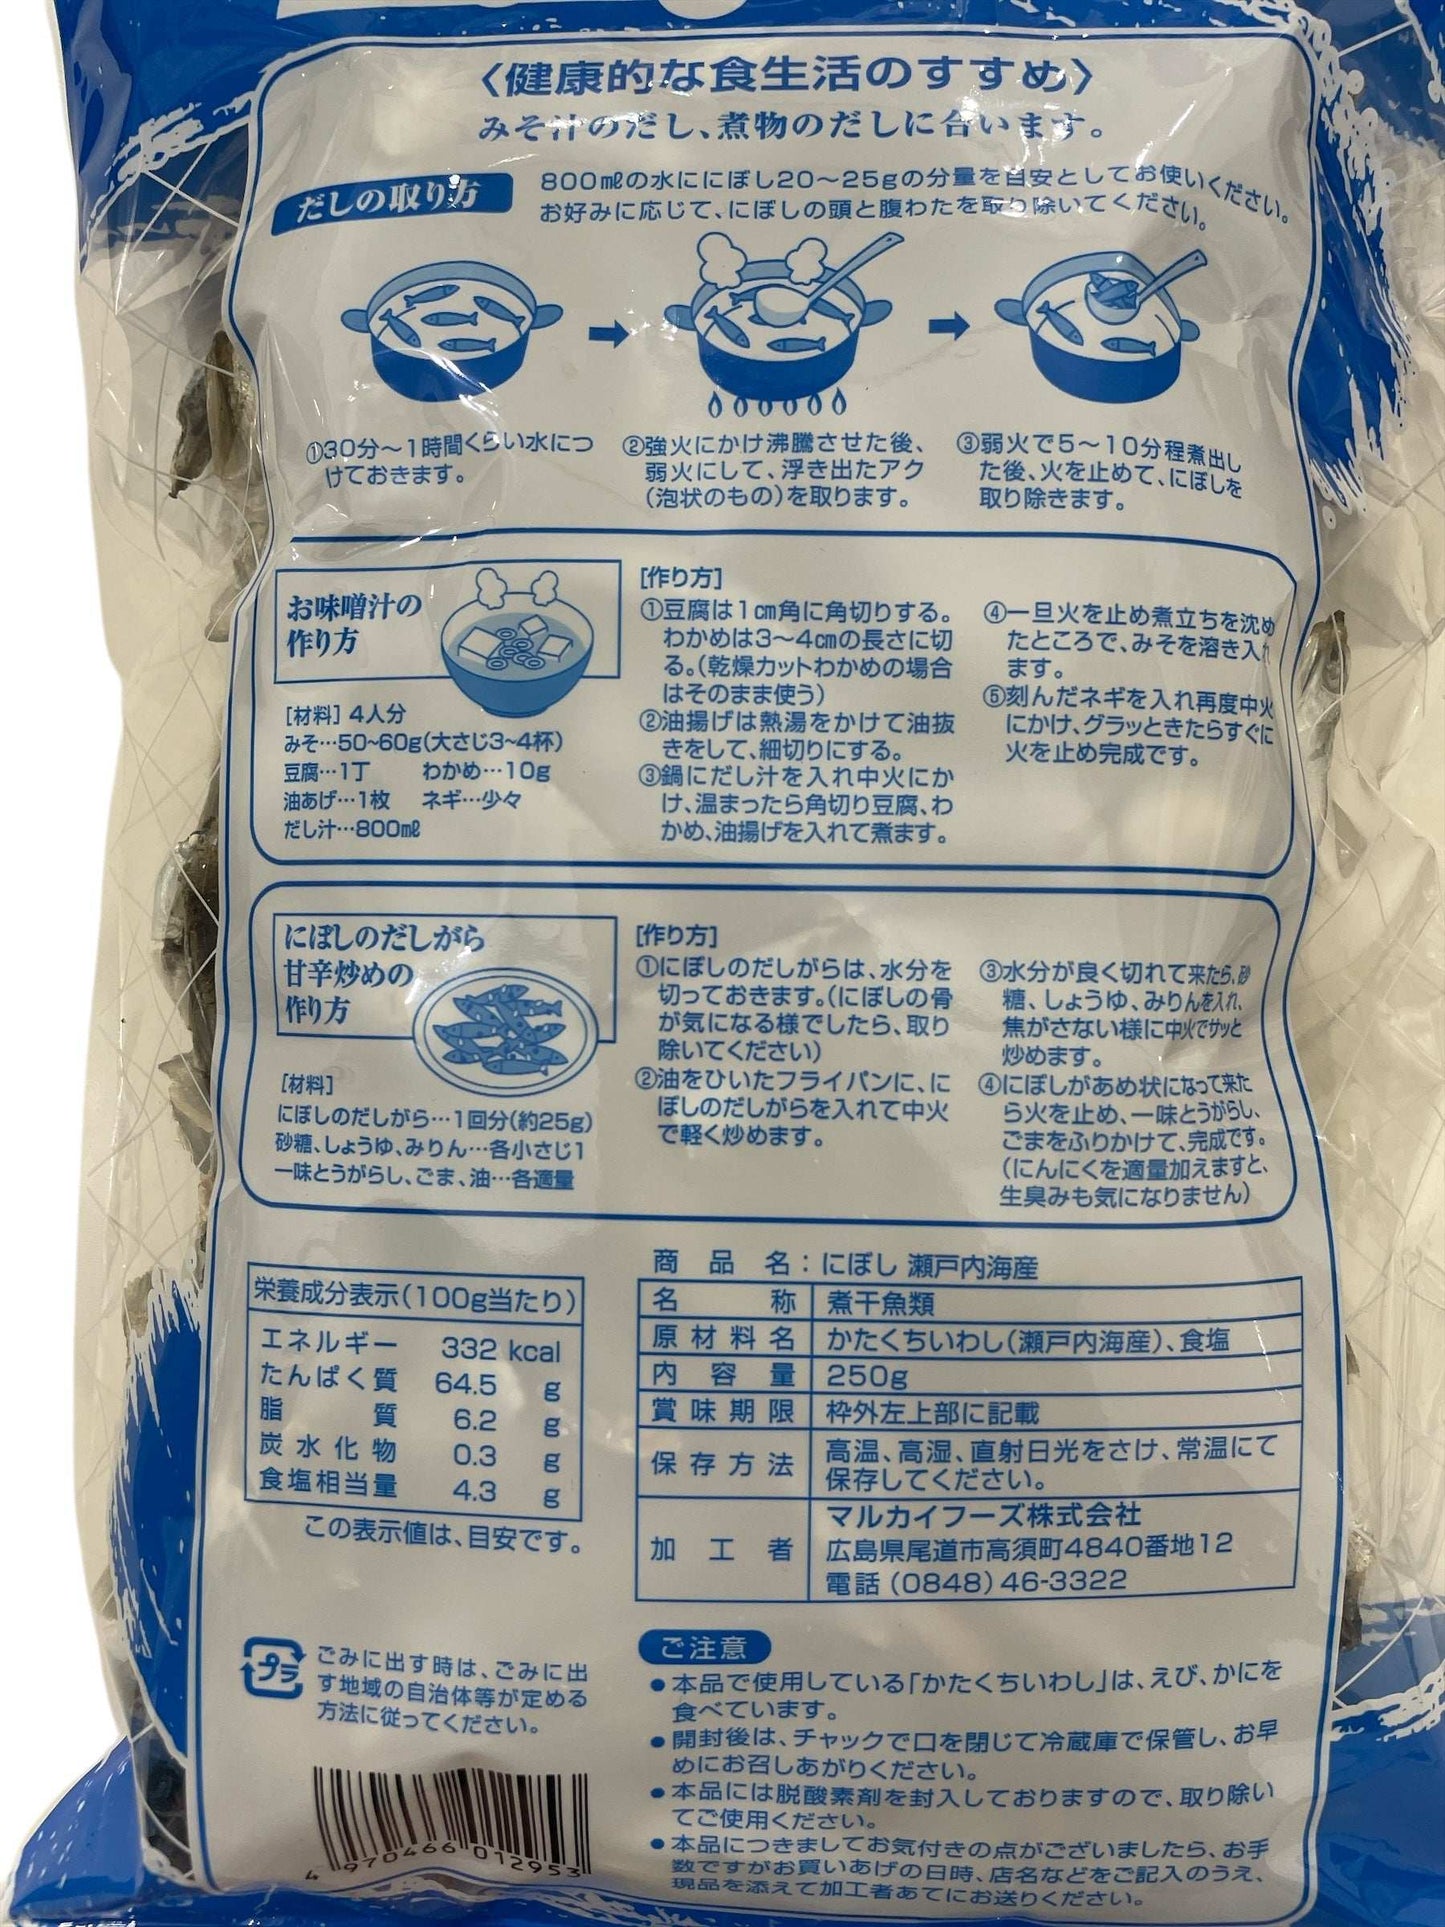 〈健康的な食生活のすすめ〉
みそ汁のだし、煮物のだしに合います。
だしの取り方
800㎖の水ににぼし20～25gの分量を目安としてお使いください。
お好みに応じて、にぼしの頭と腹わたを取り除いてください。
①30分～1時間くらい水につ
けておきます。
②強火にかけ沸騰させた後、
弱火にして、浮き出たアク
(泡状のもの)を取ります。
③弱火で5～10分程煮出し
た後、火を止めて、にぼしを
取り除きます。
お味噌汁の
作り方
[材料] 4人分
みそ…50~60g(大さじ3~4杯)
豆腐…1丁 わかめ…10g
油あげ…1枚 ネギ…少々
だし汁…800㎖
[作り方]
①豆腐は1㎝角に角切りする。
わかめは3～4㎝の長さに切
る。(乾燥カットわかめの場合
はそのまま使う)
②油揚げは熱湯をかけて油抜
きをして、細切りにする。
③鍋にだし汁を入れ中火にか
け、温まったら角切り豆腐、わ
かめ、油揚げを入れて煮ます。
④一旦火を止め煮立ちを沈め
たところで、みそを溶き入れ
ます。
⑤刻んだネギを入れ再度中火
にかけ、グラッときたらすぐに
火を止め完成です。
にぼしのだしがら
甘辛炒めの
作り方
[材料]
にぼしのだしがら…1回分(約25g)
砂糖、しょうゆ、みりん…各小さじ1
一味とうがらし、ごま、油…各適量
[作り方]
①にぼしのだしがらは、水分を
切っておきます。(にぼしの骨
が気になる様でしたら、取り
除いてください)
②油をひいたフライパンに、に
ぼしのだしがらを入れて中火
で軽く炒めます。
③水分が良く切れて来たら、砂
糖、しょうゆ、みりんを入れ、
焦がさない様に中火でサッと
炒めます。
④にぼしがあめ状になって来た
ら火を止め、一味とうがらし、
ごまをふりかけて、完成です。
(にんにくを適量加えますと、
生臭みも気になりません)
栄養成分表示(100g当たり)
エネルギー 332 kcal
たんぱく質 64.5 g
脂質 6.2 g
炭水化物 0.3 g
食塩相当量 4.3 g
この表示値は、目安です。
商品名：にぼし 瀬戸内海産
名称 煮干魚類
原材料名 かたくちいわし(瀬戸内海産)、食塩
内容量 250g
賞味期限 枠外左上部に記載
保存方法 高温、高湿、直射日光をさけ、常温にて
保存してください。
加工者 マルカイフーズ株式会社
広島県尾道市高須町4840番地12
電話 (0848)46-3322
プラ
ごみに出す時は、ごみに出
す地域の自治体等が定める
方法に従ってください。
4 970466 012953
ご注意
●本品で使用している「かたくちいわし」は、えび、かにを
食べています。
●開封後は、チャックで口を閉じて冷蔵庫で保管し、お早
めにお召しあがりください。
●本品には脱酸素剤を封入しておりますので、取り除い
てご使用ください。
●本品につきましてお気付きの点がございましたら、お手
数ですがお買いあげの日時、店名などをご記入のうえ、
現品を添えて加工者あてにお送りください。